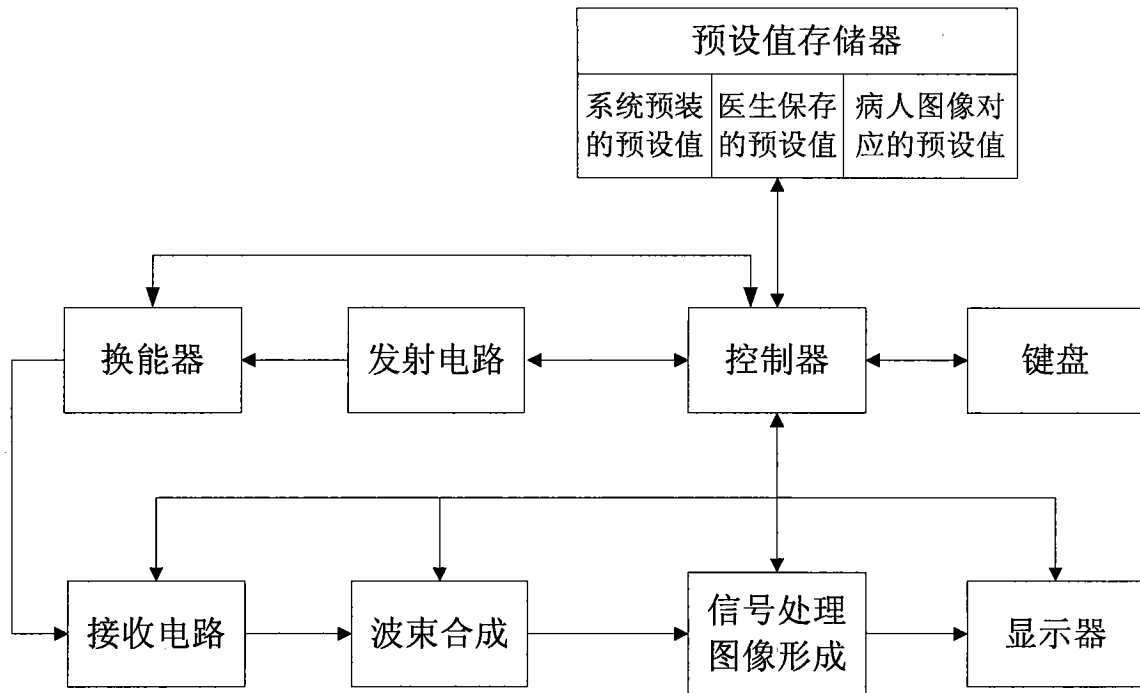 预设值存储器
系统预装
的预设值
医生保存
的预设值
病人图像对
应的预设值
换能器
发射电路
控制器
键盘
接收电路
波束合成
信号处理
图像形成
显示器